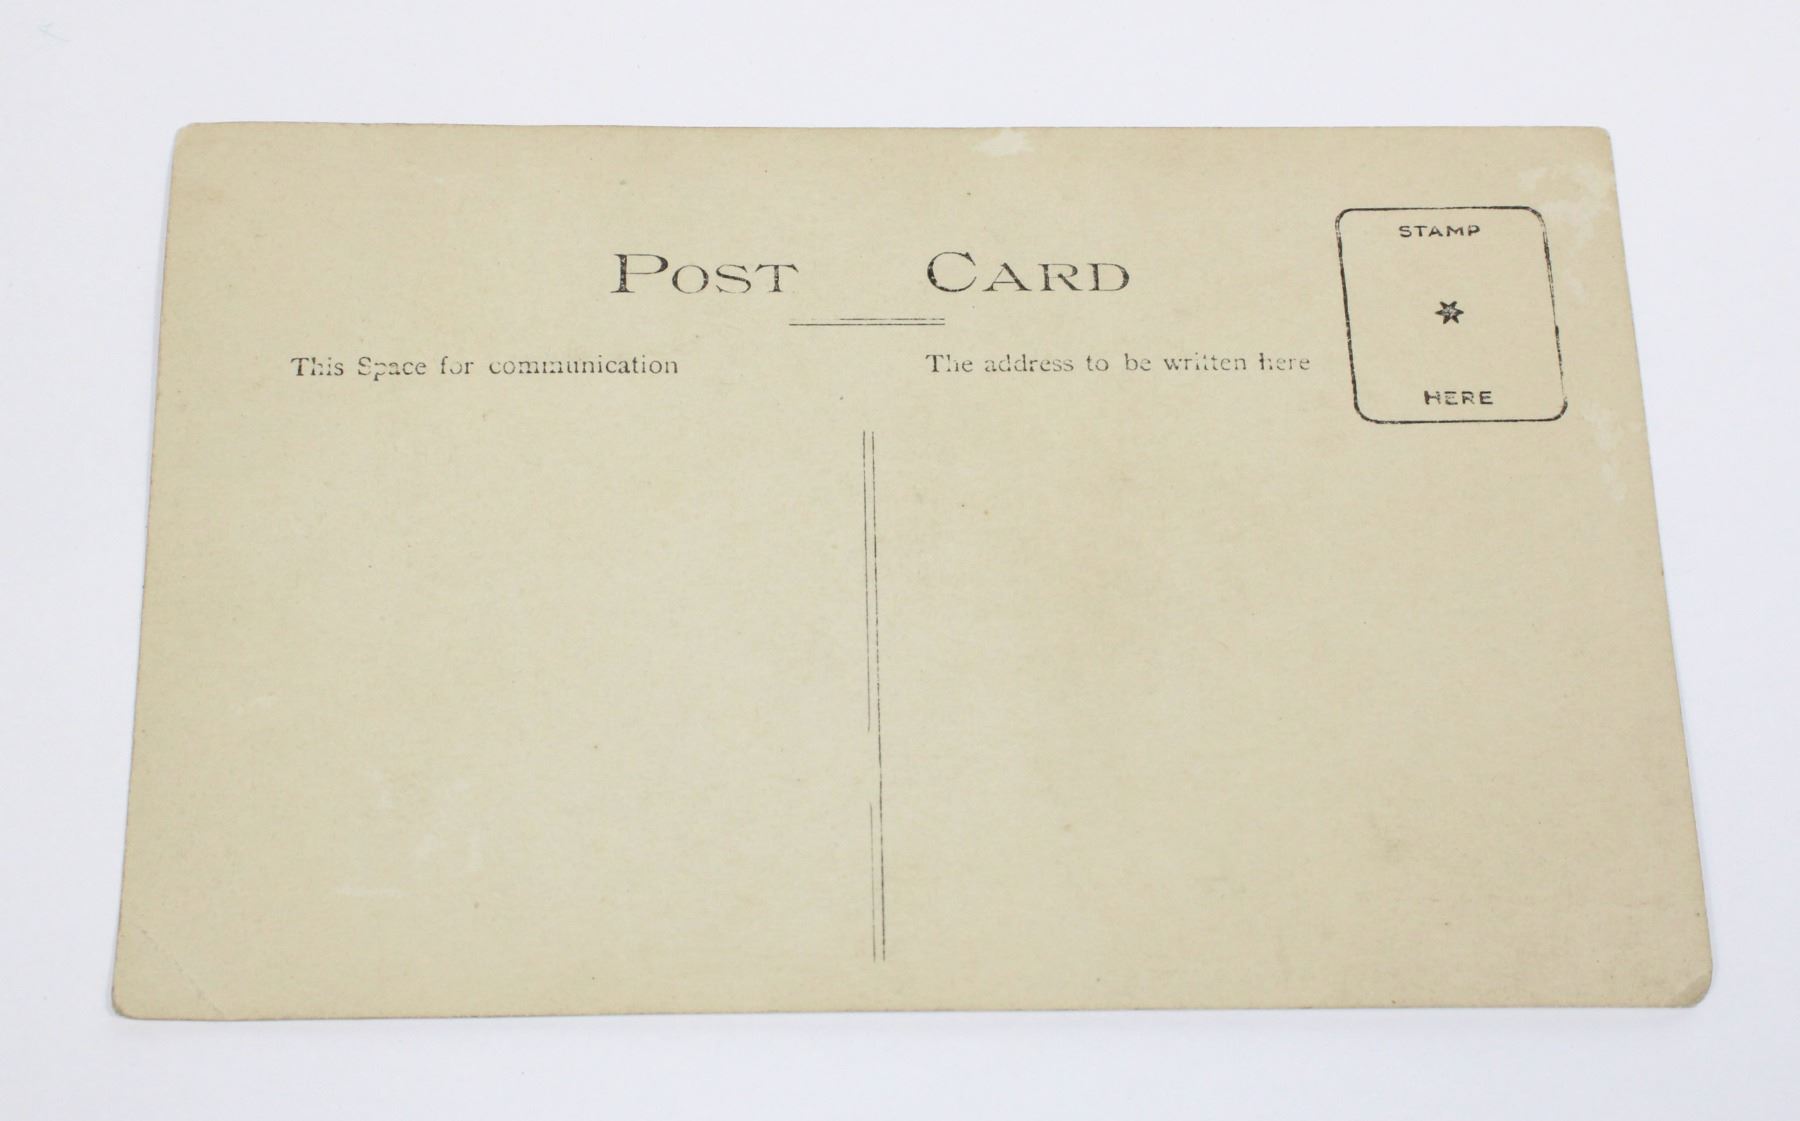 STAMP
POST CARD
This Space for communication
The address to be written here
HERE